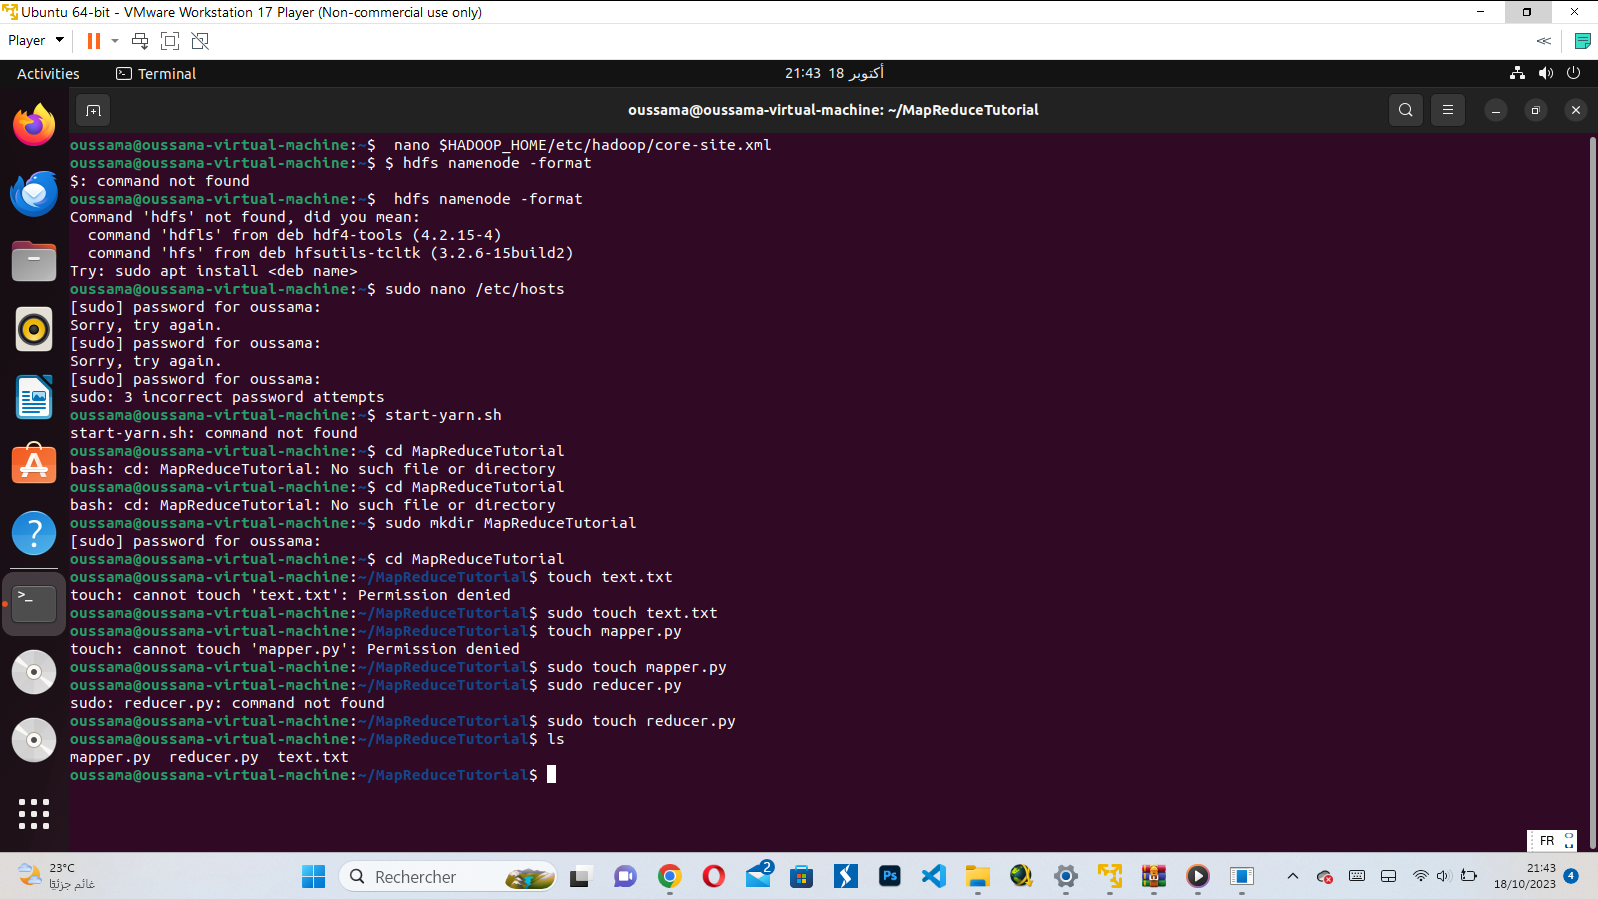 Ubuntu 64-bit - VMware Workstation 17 Player (Non-commercial use only)
Player
Activities
Terminal
21:43 18 أكتوبر
oussama@oussama-virtual-machine: ~/MapReduceTutorial
oussama@oussama-virtual-machine:~$  nano $HADOOP_HOME/etc/hadoop/core-site.xml
oussama@oussama-virtual-machine:~$ $ hdfs namenode -format
$: command not found
oussama@oussama-virtual-machine:~$  hdfs namenode -format
Command 'hdfs' not found, did you mean:
  command 'hdfls' from deb hdf4-tools (4.2.15-4)
  command 'hfs' from deb hfsutils-tcltk (3.2.6-15build2)
Try: sudo apt install <deb name>
oussama@oussama-virtual-machine:~$ sudo nano /etc/hosts
[sudo] password for oussama:
Sorry, try again.
[sudo] password for oussama:
Sorry, try again.
[sudo] password for oussama:
sudo: 3 incorrect password attempts
oussama@oussama-virtual-machine:~$ start-yarn.sh
start-yarn.sh: command not found
oussama@oussama-virtual-machine:~$ cd MapReduceTutorial
bash: cd: MapReduceTutorial: No such file or directory
oussama@oussama-virtual-machine:~$ cd MapReduceTutorial
bash: cd: MapReduceTutorial: No such file or directory
oussama@oussama-virtual-machine:~$ sudo mkdir MapReduceTutorial
[sudo] password for oussama:
oussama@oussama-virtual-machine:~$ cd MapReduceTutorial
oussama@oussama-virtual-machine:~/MapReduceTutorial$ touch text.txt
touch: cannot touch 'text.txt': Permission denied
oussama@oussama-virtual-machine:~/MapReduceTutorial$ sudo touch text.txt
oussama@oussama-virtual-machine:~/MapReduceTutorial$ touch mapper.py
touch: cannot touch 'mapper.py': Permission denied
oussama@oussama-virtual-machine:~/MapReduceTutorial$ sudo touch mapper.py
oussama@oussama-virtual-machine:~/MapReduceTutorial$ sudo reducer.py
sudo: reducer.py: command not found
oussama@oussama-virtual-machine:~/MapReduceTutorial$ sudo touch reducer.py
oussama@oussama-virtual-machine:~/MapReduceTutorial$ ls
mapper.py  reducer.py  text.txt
oussama@oussama-virtual-machine:~/MapReduceTutorial$
FR
23°C
غائم جزئيًا
Rechercher
2
Ps
21:43
18/10/2023
4